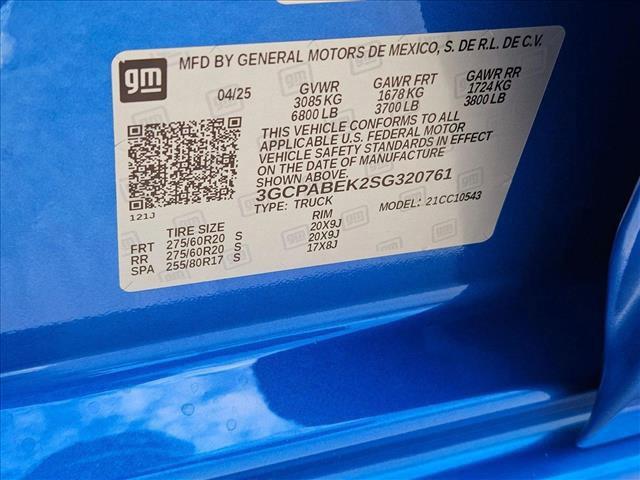 gm
MFD BY GENERAL MOTORS DE MEXICO, S. DE R.L. DE C.V.
04/25 GVWR GAWR FRT GAWR RR
3085 KG 1678 KG 1724 KG
6800 LB 3700 LB 3800 LB
THIS VEHICLE CONFORMS TO ALL
APPLICABLE U.S. FEDERAL MOTOR
VEHICLE SAFETY STANDARDS IN EFFECT
ON THE DATE OF MANUFACTURE
SHOWN ABOVE.
3GCPABEK2SG320761
121J TYPE: TRUCK MODEL: 21CC10543
TIRE SIZE RIM
FRT 275/60R20 S 20X9J
RR 275/60R20 S 20X9J
SPA 255/80R17 S 17X8J